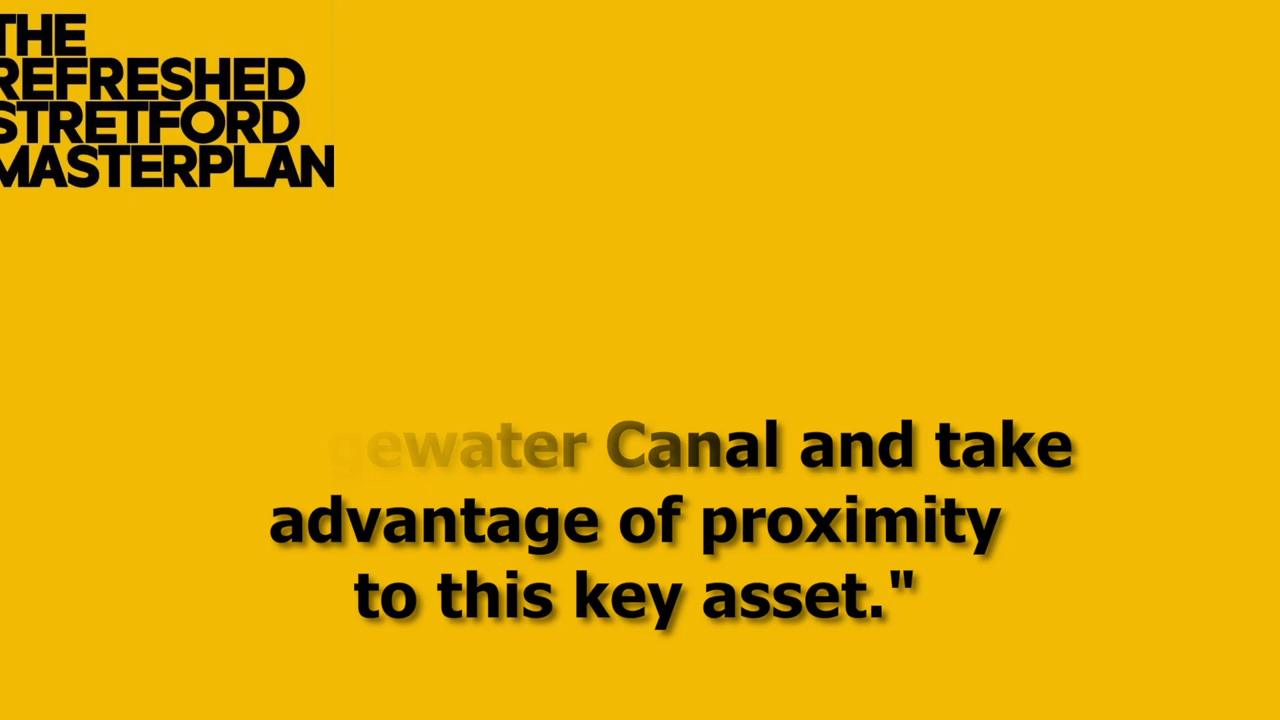 THE
REFRESHED
STRETFORD
MASTERPLAN
gewater Canal and take
advantage of proximity
to this key asset."